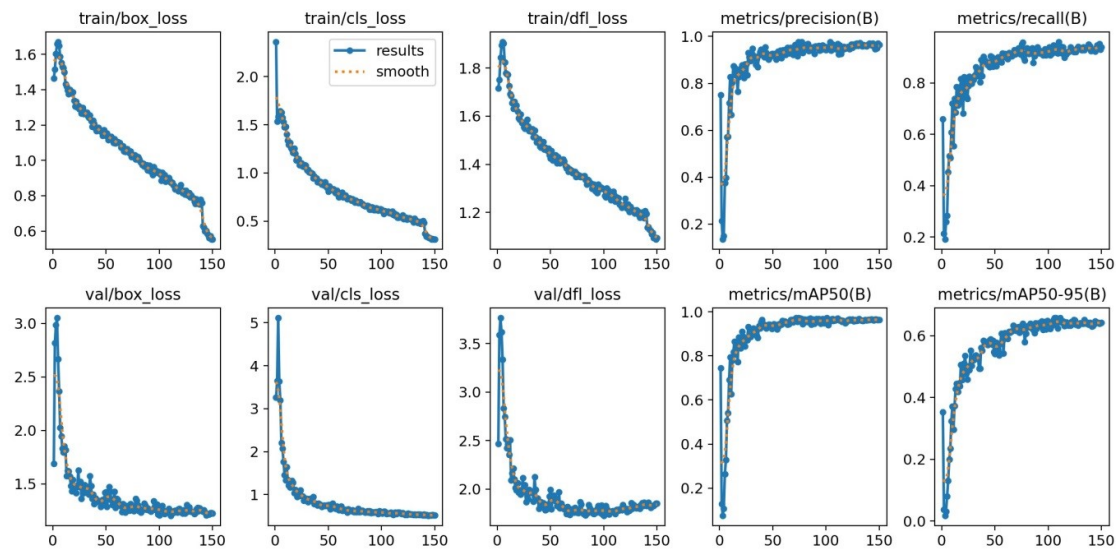 train/box_loss
train/cls_loss
train/dfl_loss
metrics/precision(B)
metrics/recall(B)
1.6
1.4
1.2
1.0
0.8
0.6
0 50 100 150
results
smooth
2.0
1.5
1.0
0.5
0 50 100 150
1.8
1.6
1.4
1.2
0 50 100 150
1.0
0.8
0.6
0.4
0.2
0 50 100 150
0.8
0.6
0.4
0.2
0 50 100 150
val/box_loss
val/cls_loss
val/dfl_loss
metrics/mAP50(B)
metrics/mAP50-95(B)
3.0
2.5
2.0
1.5
0 50 100 150
5
4
3
2
1
0 50 100 150
3.5
3.0
2.5
2.0
0 50 100 150
1.0
0.8
0.6
0.4
0.2
0 50 100 150
0.6
0.4
0.2
0.0
0 50 100 150